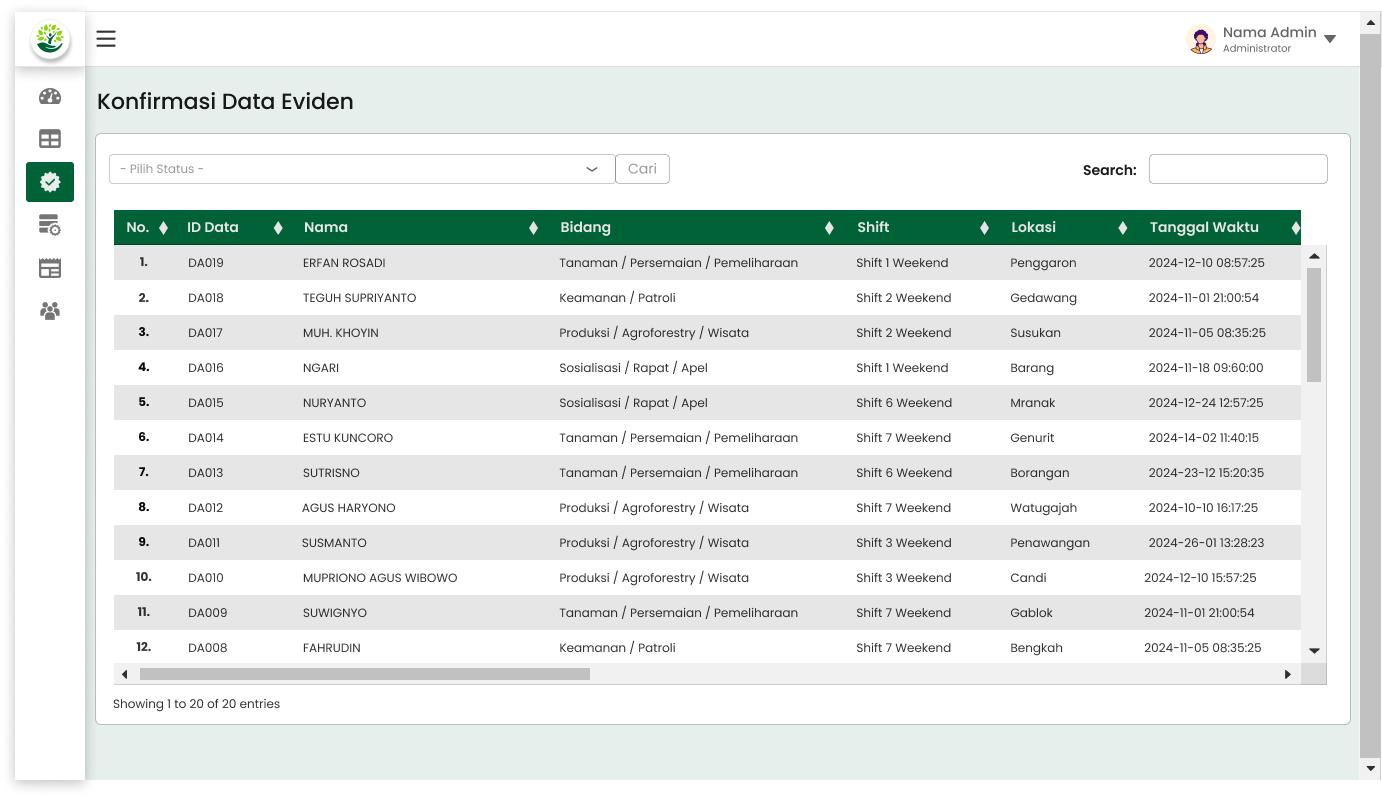 Nama Admin
Administrator
Konfirmasi Data Eviden
- Pilih Status -
Cari
Search:
No. ID Data Nama Bidang Shift Lokasi Tanggal Waktu
1. DA019 ERFAN ROSADI Tanaman / Persemaian / Pemeliharaan Shift 1 Weekend Penggaron 2024-12-10 08:57:25
2. DA018 TEGUH SUPRIYANTO Keamanan / Patroli Shift 2 Weekend Gedawang 2024-11-01 21:00:54
3. DA017 MUH. KHOYIN Produksi / Agroforestry / Wisata Shift 2 Weekend Susukan 2024-11-05 08:35:25
4. DA016 NGARI Sosialisasi / Rapat / Apel Shift 1 Weekend Barang 2024-11-18 09:60:00
5. DA015 NURYANTO Sosialisasi / Rapat / Apel Shift 6 Weekend Mranak 2024-12-24 12:57:25
6. DA014 ESTU KUNCORO Tanaman / Persemaian / Pemeliharaan Shift 7 Weekend Genurit 2024-14-02 11:40:15
7. DA013 SUTRISNO Tanaman / Persemaian / Pemeliharaan Shift 6 Weekend Borangan 2024-23-12 15:20:35
8. DA012 AGUS HARYONO Produksi / Agroforestry / Wisata Shift 7 Weekend Watugajah 2024-10-10 16:17:25
9. DA011 SUSMANTO Produksi / Agroforestry / Wisata Shift 3 Weekend Penawangan 2024-26-01 13:28:23
10. DA010 MUPRIONO AGUS WIBOWO Produksi / Agroforestry / Wisata Shift 3 Weekend Candi 2024-12-10 15:57:25
11. DA009 SUWIGNYO Tanaman / Persemaian / Pemeliharaan Shift 7 Weekend Gablok 2024-11-01 21:00:54
12. DA008 FAHRUDIN Keamanan / Patroli Shift 7 Weekend Bengkah 2024-11-05 08:35:25
Showing 1 to 20 of 20 entries